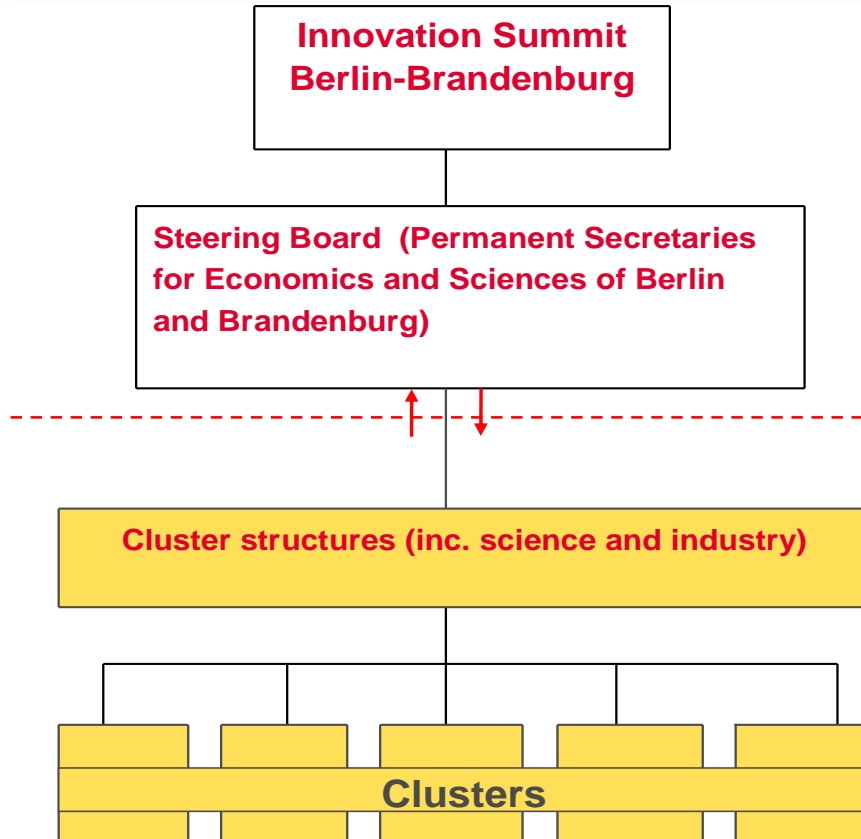 Innovation Summit
Berlin-Brandenburg
Steering Board (Permanent Secretaries
for Economics and Sciences of Berlin
and Brandenburg)
Cluster structures (inc. science and industry)
Clusters